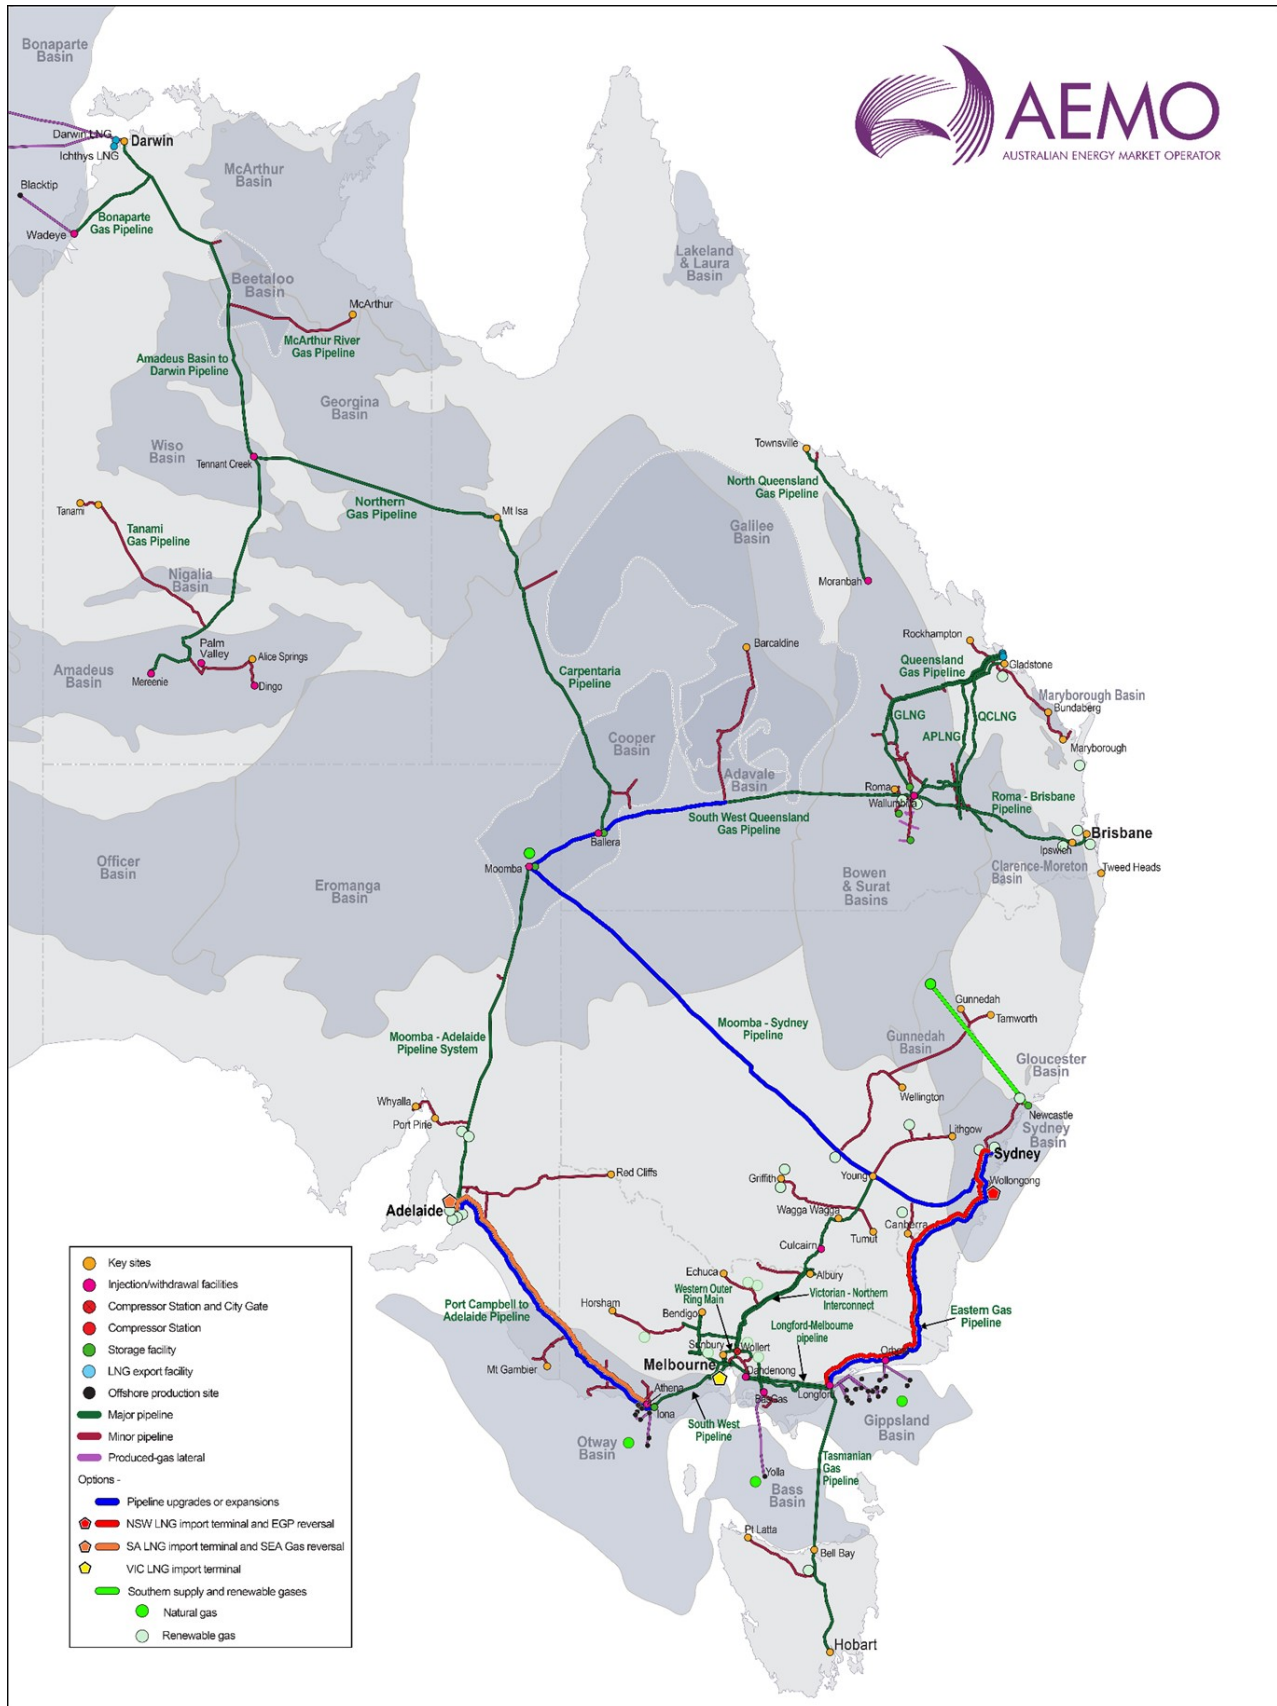 Bonaparte
Basin
AEMO
AUSTRALIAN ENERGY MARKET OPERATOR
Darwin LNG
Darwin
Ichthys LNG
McArthur
Basin
Blacktip
Bonaparte
Gas Pipeline
Wadeye
Lakeland
& Laura
Basin
Beetaloo
Basin
McArthur
McArthur River
Gas Pipeline
Amadeus Basin to
Darwin Pipeline
Georgina
Basin
Wiso
Basin
Tennant Creek
Townsville
North Queensland
Gas Pipeline
Northern
Gas Pipeline
Mt Isa
Tanami
Tanami
Gas Pipeline
Galilee
Basin
Nigalia
Basin
Moranbah
Palm
Valley
Alice Springs
Amadeus
Basin
Mereenie
Dingo
Carpentaria
Pipeline
Barcaldine
Rockhampton
Queensland
Gas Pipeline
Gladstone
Maryborough Basin
Bundaberg
GLNG
QCLNG
APLNG
Maryborough
Cooper
Basin
Adavale
Basin
Roma
Wallumbilla
Roma - Brisbane
Pipeline
South West Queensland
Gas Pipeline
Brisbane
Ipswich
Ballera
Officer
Basin
Eromanga
Basin
Moomba
Bowen
& Surat
Basins
Clarence-Moreton
Basin
Tweed Heads
Gunnedah
Tamworth
Moomba - Adelaide
Pipeline System
Moomba - Sydney
Pipeline
Gunnedah
Basin
Gloucester
Basin
Wellington
Whyalla
Port Pirie
Newcastle
Lithgow
Sydney
Basin
Sydney
Red Cliffs
Griffith
Young
Wollongong
Adelaide
Wagga Wagga
Canberra
Tumut
Culcairn
Echuca
Albury
Western Outer
Ring Main
Victorian - Northern
Interconnect
Port Campbell to
Adelaide Pipeline
Horsham
Bendigo
Longford-Melbourne
pipeline
Eastern Gas
Pipeline
Sunbury
Wollert
Orbost
Melbourne
Mt Gambier
Dandenong
Athena
BassGas
Longford
Iona
South West
Pipeline
Gippsland
Basin
Otway
Basin
Tasmanian
Gas
Pipeline
Yolla
Bass
Basin
Pt Latta
Bell Bay
Hobart
Key sites
Injection/withdrawal facilities
Compressor Station and City Gate
Compressor Station
Storage facility
LNG export facility
Offshore production site
Major pipeline
Minor pipeline
Produced-gas lateral
Options -
Pipeline upgrades or expansions
NSW LNG import terminal and EGP reversal
SA LNG import terminal and SEA Gas reversal
VIC LNG import terminal
Southern supply and renewable gases
Natural gas
Renewable gas